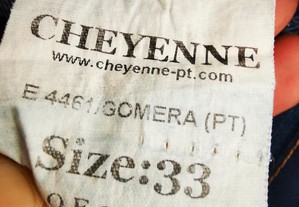 CHEYENNE
www.cheyenne-pt.com
E 4461/GOMERA (PT)
Size:33